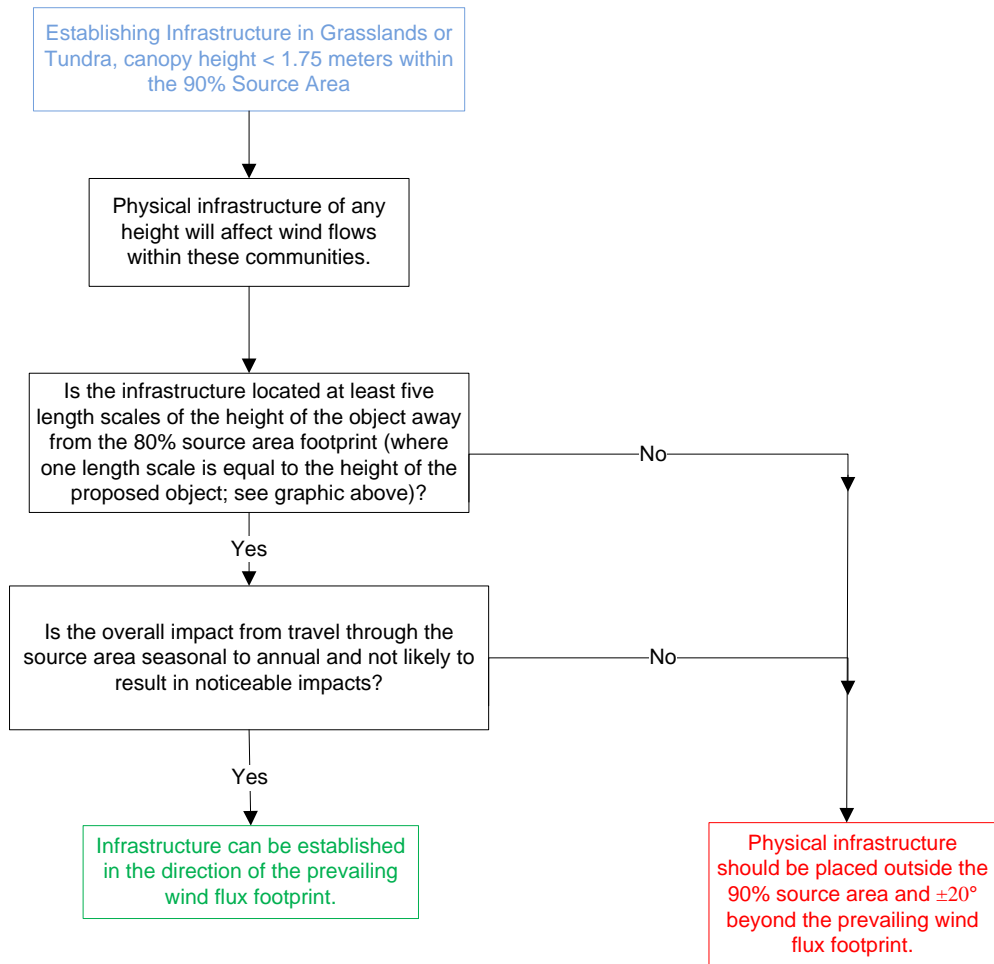 Establishing Infrastructure in Grasslands or
Tundra, canopy height < 1.75 meters within
the 90% Source Area
Physical infrastructure of any
height will affect wind flows
within these communities.
Is the infrastructure located at least five
length scales of the height of the object away
from the 80% source area footprint (where
one length scale is equal to the height of the
proposed object; see graphic above)?
No
Yes
Is the overall impact from travel through the
source area seasonal to annual and not likely to
result in noticeable impacts?
No
Yes
Infrastructure can be established
in the direction of the prevailing
wind flux footprint.
Physical infrastructure
should be placed outside the
90% source area and ±20°
beyond the prevailing wind
flux footprint.